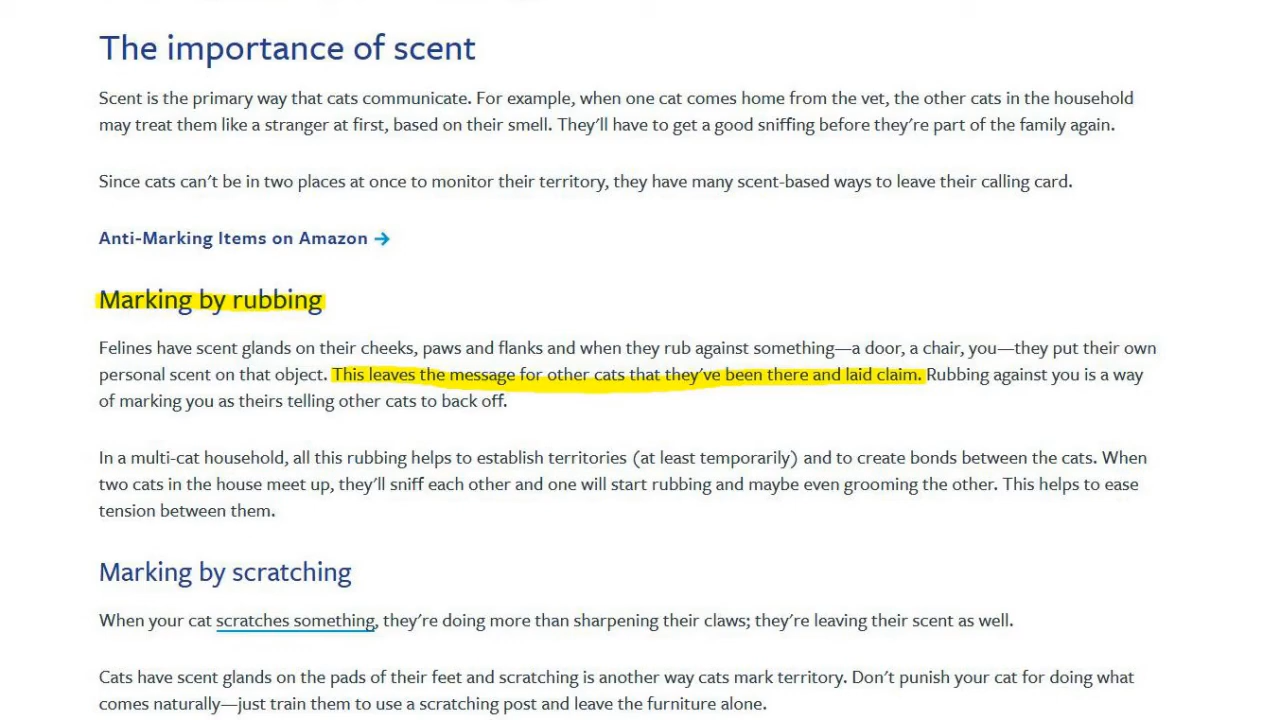 The importance of scent
Scent is the primary way that cats communicate. For example, when one cat comes home from the vet, the other cats in the household
may treat them like a stranger at first, based on their smell. They'll have to get a good sniffing before they're part of the family again.
Since cats can't be in two places at once to monitor their territory, they have many scent-based ways to leave their calling card.
Anti-Marking Items on Amazon →
Marking by rubbing
Felines have scent glands on their cheeks, paws and flanks and when they rub against something—a door, a chair, you—they put their own
personal scent on that object. This leaves the message for other cats that they've been there and laid claim. Rubbing against you is a way
of marking you as theirs telling other cats to back off.
In a multi-cat household, all this rubbing helps to establish territories (at least temporarily) and to create bonds between the cats. When
two cats in the house meet up, they'll sniff each other and one will start rubbing and maybe even grooming the other. This helps to ease
tension between them.
Marking by scratching
When your cat scratches something, they're doing more than sharpening their claws; they're leaving their scent as well.
Cats have scent glands on the pads of their feet and scratching is another way cats mark territory. Don't punish your cat for doing what
comes naturally—just train them to use a scratching post and leave the furniture alone.